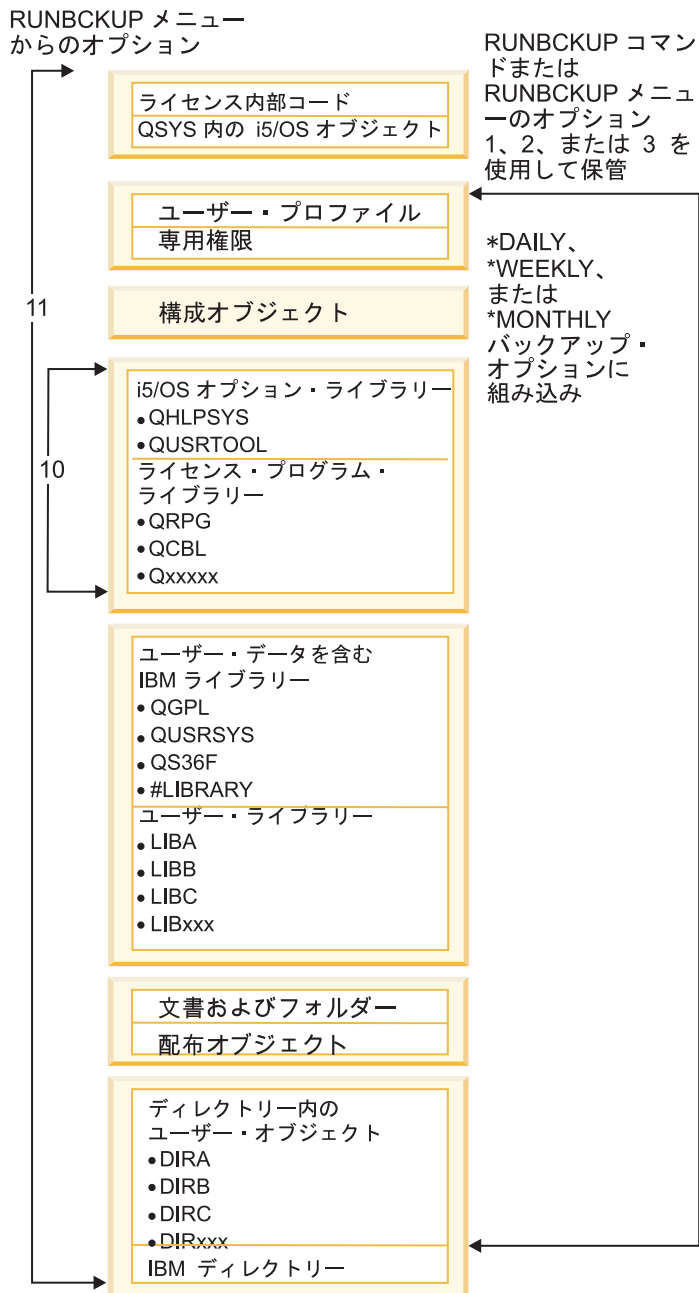 RUNBCKUP メニュー
からのオプション
RUNBCKUP コマン
ドまたは
RUNBCKUP メニュ
ーのオプション
1、2、または 3 を
使用して保管
*DAILY、
*WEEKLY、
または
*MONTHLY
バックアップ・
オプションに
組み込み
11
10
ライセンス内部コード
QSYS 内の i5/OS オブジェクト
ユーザー・プロファイル
専用権限
構成オブジェクト
i5/OS オプション・ライブラリー
•QHLPSYS
•QUSRTOOL
ライセンス・プログラム・
ライブラリー
•QRPG
•QCBL
•Qxxxxx
ユーザー・データを含む
IBM ライブラリー
•QGPL
•QUSRSYS
•QS36F
•#LIBRARY
ユーザー・ライブラリー
•LIBA
•LIBB
•LIBC
•LIBxxx
文書およびフォルダー
配布オブジェクト
ディレクトリー内の
ユーザー・オブジェクト
•DIRA
•DIRB
•DIRC
•DIRxxx
IBM ディレクトリー